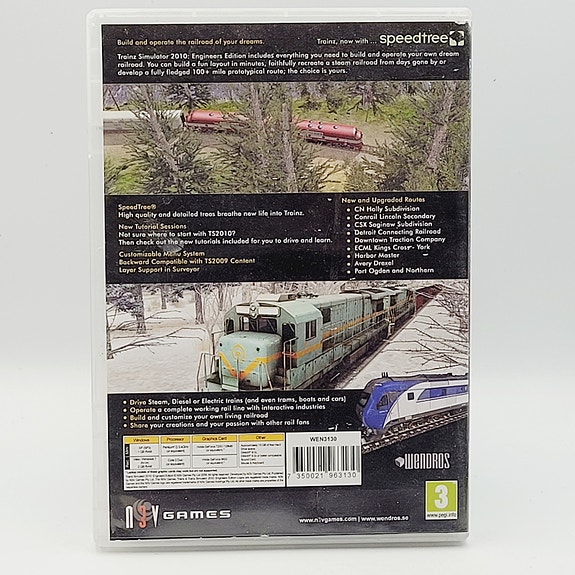 Build and operate the railroad of your dreams.
Trainz, now with ... speedtree
Trainz Simulator 2010: Engineers Edition includes everything you need to build and operate your own dream
railroad. You can build a fun layout in minutes, faithfully recreate a steam railroad from days gone by or
develop a fully fledged 100+ mile prototypical route; the choice is yours.
SpeedTree®
High quality and detailed trees breathe new life into Trainz.
New Tutorial Sessions
Not sure where to start with TS2010?
Then check out the new tutorials included for you to drive and learn.
Customizable Menu System
Backward Compatible with TS2009 Content
Layer Support in Surveyor
New and Upgraded Routes
• CN Holly Subdivision
• Conrail Lincoln Secondary
• CSX Saginaw Subdivision
• Detroit Connecting Railroad
• Downtown Traction Company
• ECML Kings Cross - York
• Harbor Master
• Avery Drexel
• Port Ogden and Northern
• Drive Steam, Diesel or Electric trains (and even trams, boats and cars)
• Operate a complete working rail line with interactive industries
• Build and customize your own living railroad
• Share your creations and your passion with other rail fans
Windows Processor Graphics Card Other
WEN3130
7 350021 963130
WENDROS
N3V GAMES
www.n3vgames.com | www.wendros.se
3
www.pegi.info